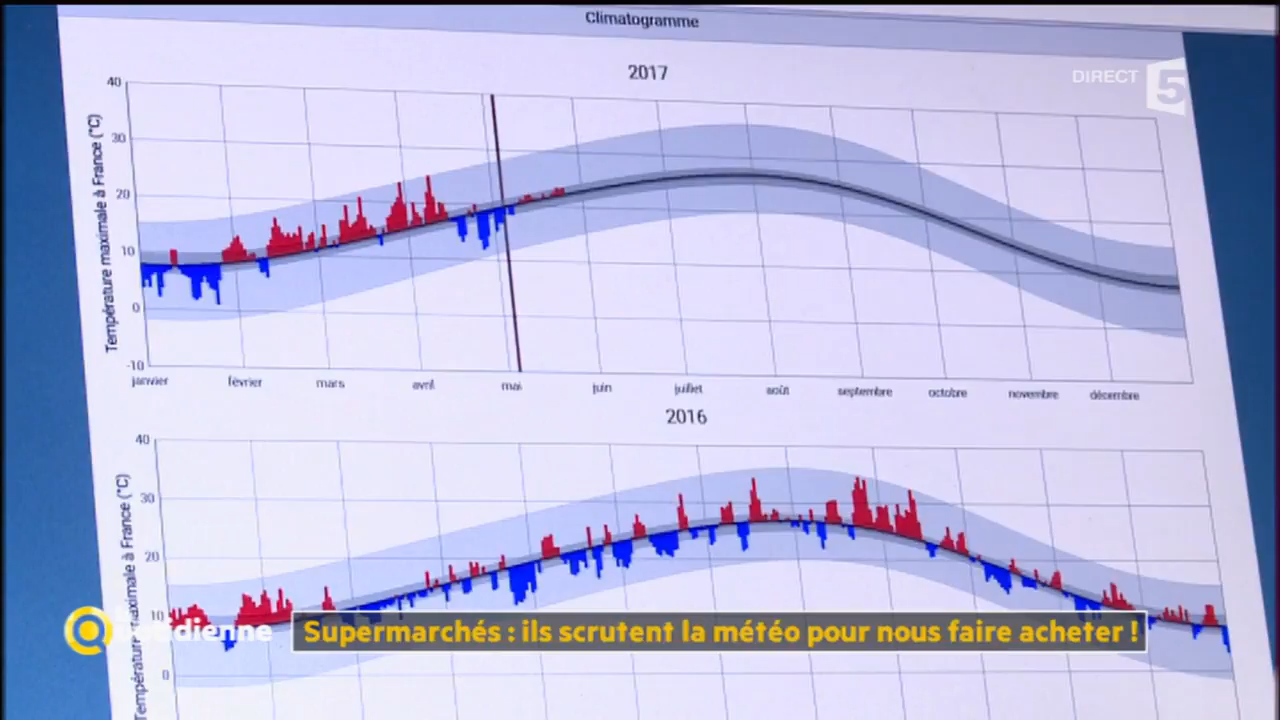 Climatogramme
2017
DIRECT 5
Température maximale à France (°C)
40
30
20
10
0
-10
janvier février mars avril mai juin juillet août septembre octobre novembre décembre
2016
Température maximale à France (°C)
40
30
20
10
0
quotidienne
Supermarchés : ils scrutent la météo pour nous faire acheter !